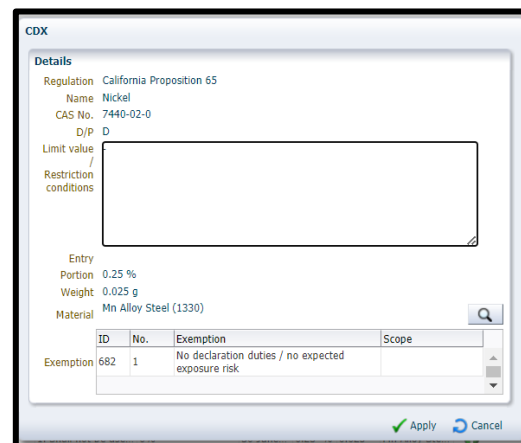 CDX
Details
Regulation California Proposition 65
Name Nickel
CAS No. 7440-02-0
D/P D
Limit value -
/
Restriction
conditions
Entry
Portion 0.25 %
Weight 0.025 g
Material Mn Alloy Steel (1330)
ID No. Exemption Scope
Exemption 682 1 No declaration duties / no expected
exposure risk
Apply Cancel